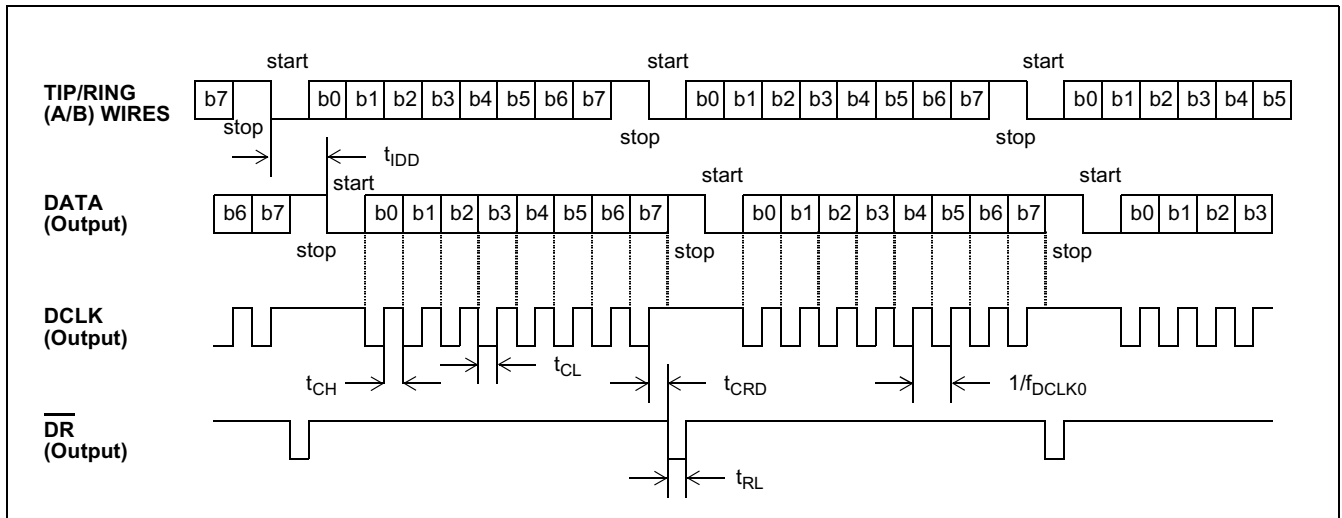 start start start
TIP/RING b7 b0 b1 b2 b3 b4 b5 b6 b7 b0 b1 b2 b3 b4 b5 b6 b7 b0 b1 b2 b3 b4 b5
(A/B) WIRES
stop stop stop
tIDD
start start start
DATA b6 b7 b0 b1 b2 b3 b4 b5 b6 b7 b0 b1 b2 b3 b4 b5 b6 b7 b0 b1 b2 b3
(Output)
stop stop stop
DCLK
(Output)
tCH tCL tCRD 1/fDCLK0
DR
(Output)
tRL